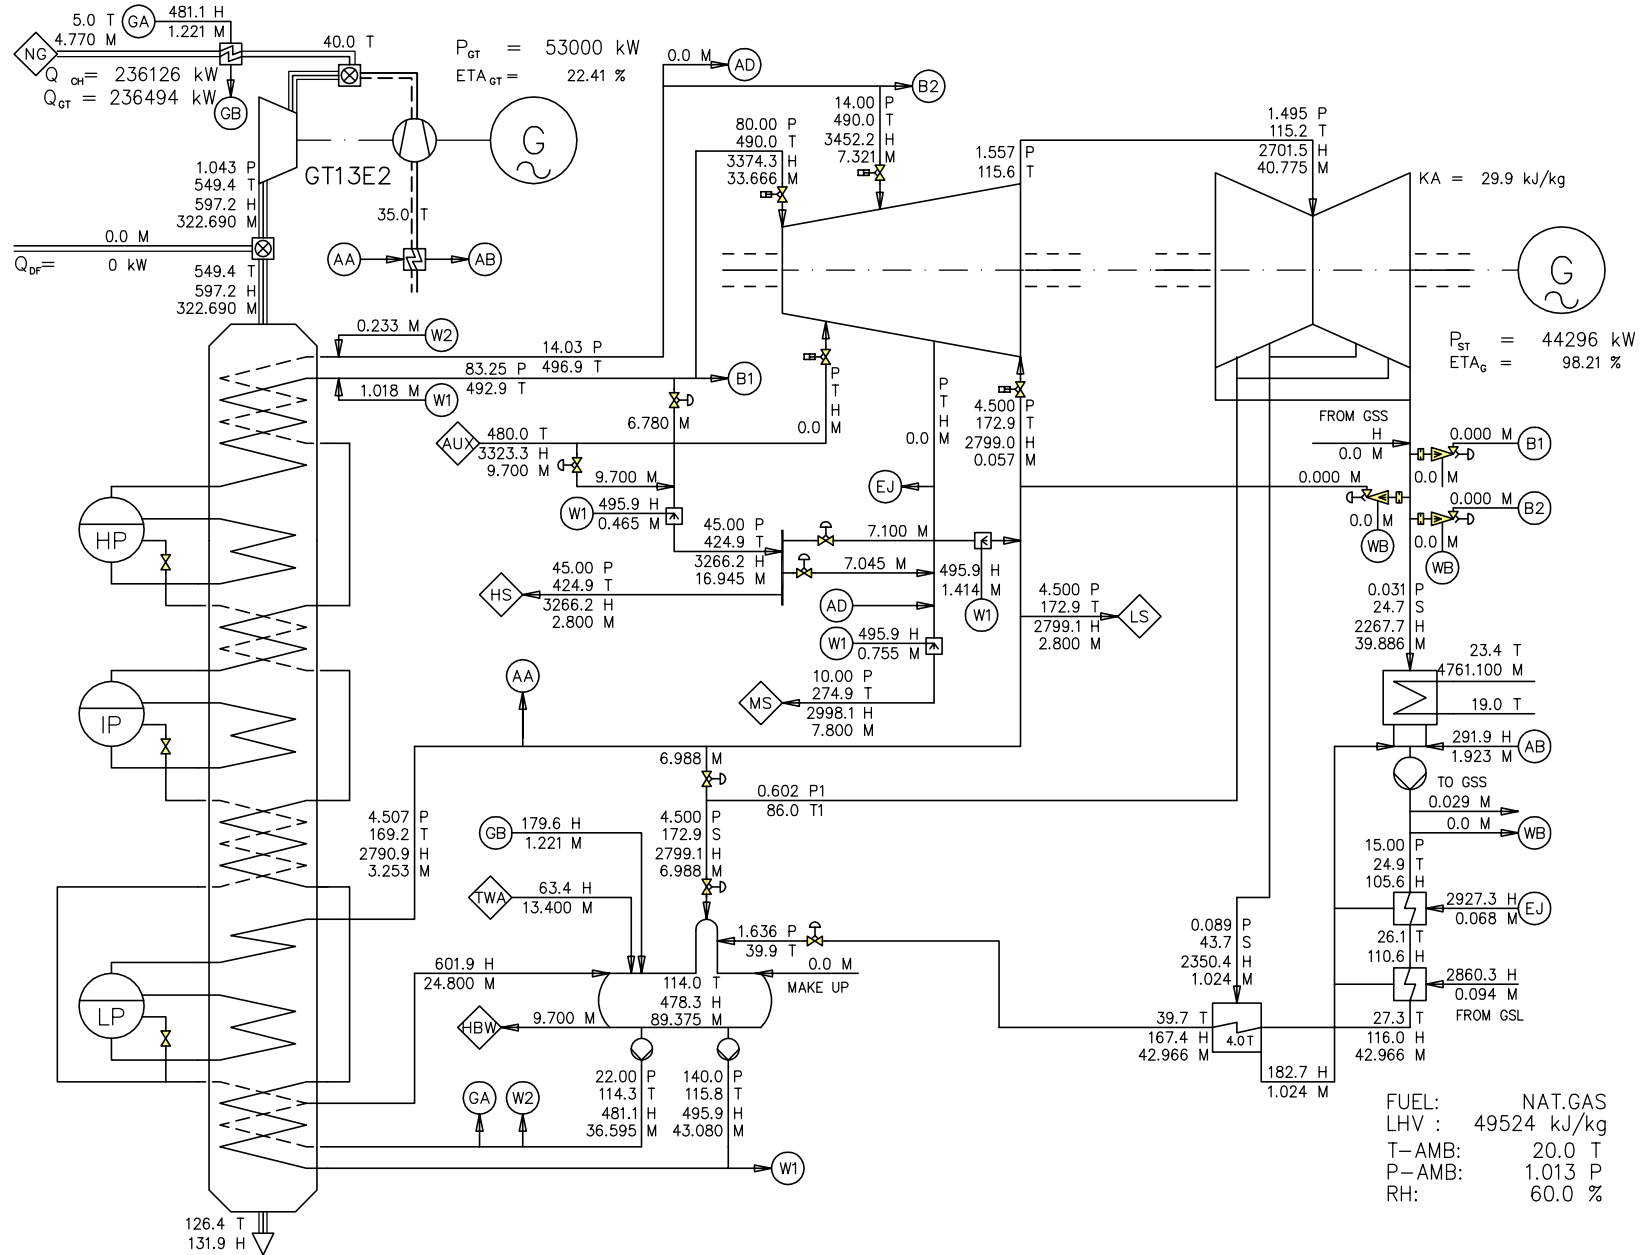 5.0 T
GA
481.1 H
1.221 M
NG
4.770 M
40.0 T
Q CH = 236126 kW
Q GT = 236494 kW
GB
P GT = 53000 kW
ETA GT = 22.41 %
G
GT13E2
1.043 P
549.4 T
597.2 H
322.690 M
35.0 T
AA
AB
0.0 M
Q DF = 0 kW
549.4 T
597.2 H
322.690 M
0.0 M
AD
B2
14.00 P
490.0 T
3452.2 H
7.321 M
80.00 P
490.0 T
3374.3 H
33.666 M
1.557 P
115.6 T
1.495 P
115.2 T
2701.5 H
40.775 M
KA = 29.9 kJ/kg
G
P ST = 44296 kW
ETA G = 98.21 %
0.233 M
W2
14.03 P
496.9 T
83.25 P
492.9 T
B1
1.018 M
W1
6.780 M
P
T
H
0.0 M
P
T
H
0.0 M
4.500 P
172.9 T
2799.0 H
0.057 M
AUX
480.0 T
3323.3 H
9.700 M
9.700 M
W1
495.9 H
0.465 M
EJ
FROM GSS
H
0.0 M
0.000 M
B1
0.0 M
0.000 M
0.000 M
B2
0.0 M
WB
0.0 M
WB
HP
45.00 P
424.9 T
3266.2 H
16.945 M
7.100 M
7.045 M
495.9 H
1.414 M
W1
HS
45.00 P
424.9 T
3266.2 H
2.800 M
AD
W1
495.9 H
0.755 M
4.500 P
172.9 T
2799.1 H
2.800 M
LS
0.031 P
24.7 S
2267.7 H
39.886 M
23.4 T
4761.100 M
19.0 T
AA
MS
10.00 P
274.9 T
2998.1 H
7.800 M
IP
6.988 M
291.9 H
1.923 M
AB
TO GSS
0.029 M
0.0 M
WB
0.602 P1
86.0 T1
4.507 P
169.2 T
2790.9 H
3.253 M
GB
179.6 H
1.221 M
4.500 P
172.9 S
2799.1 H
6.988 M
15.00 P
24.9 T
105.6 H
TWA
63.4 H
13.400 M
2927.3 H
0.068 M
EJ
1.636 P
39.9 T
0.089 P
43.7 S
2350.4 H
1.024 M
26.1 T
110.6 H
601.9 H
24.800 M
0.0 M
MAKE UP
114.0 T
478.3 H
89.375 M
2860.3 H
0.094 M
FROM GSL
LP
HBW
9.700 M
39.7 T
167.4 H
42.966 M
4.0T
27.3 T
116.0 H
42.966 M
182.7 H
1.024 M
GA
W2
22.00 P
114.3 T
481.1 H
36.595 M
140.0 P
115.8 T
495.9 H
43.080 M
W1
FUEL: NAT.GAS
LHV : 49524 kJ/kg
T-AMB: 20.0 T
P-AMB: 1.013 P
RH: 60.0 %
126.4 T
131.9 H